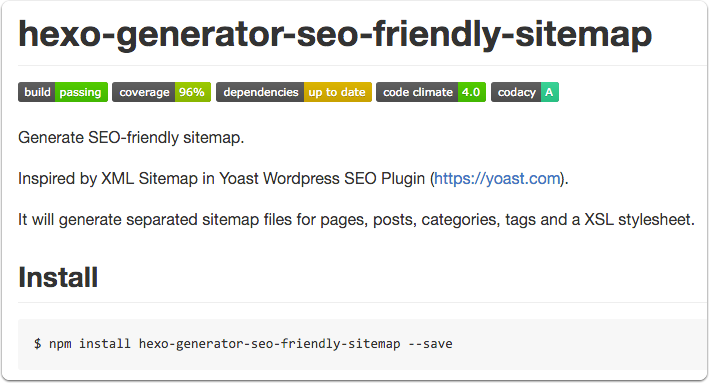 hexo-generator-seo-friendly-sitemap
build passing coverage 96% dependencies up to date code climate 4.0 codacy A
Generate SEO-friendly sitemap.
Inspired by XML Sitemap in Yoast Wordpress SEO Plugin (https://yoast.com).
It will generate separated sitemap files for pages, posts, categories, tags and a XSL stylesheet.
Install
$ npm install hexo-generator-seo-friendly-sitemap --save